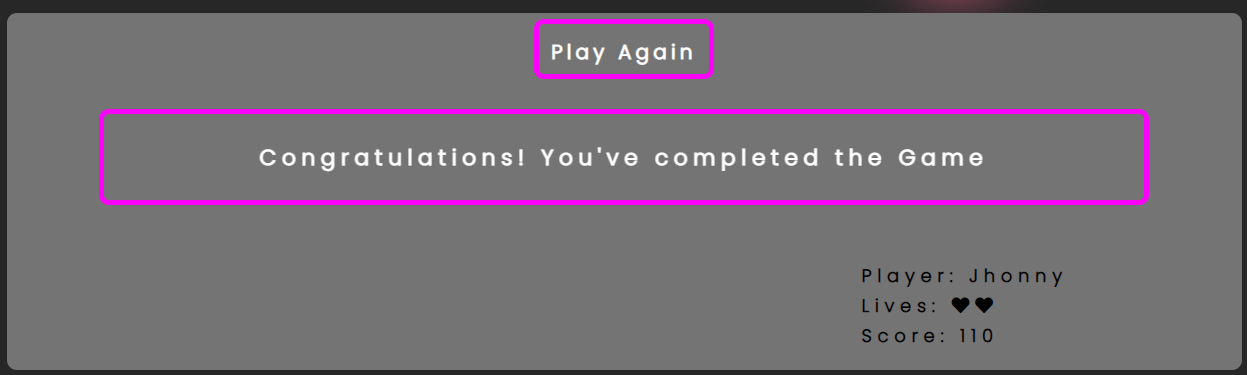 Play Again
Congratulations! You've completed the Game
Player: Jhonny
Lives: ♥♥
Score: 110